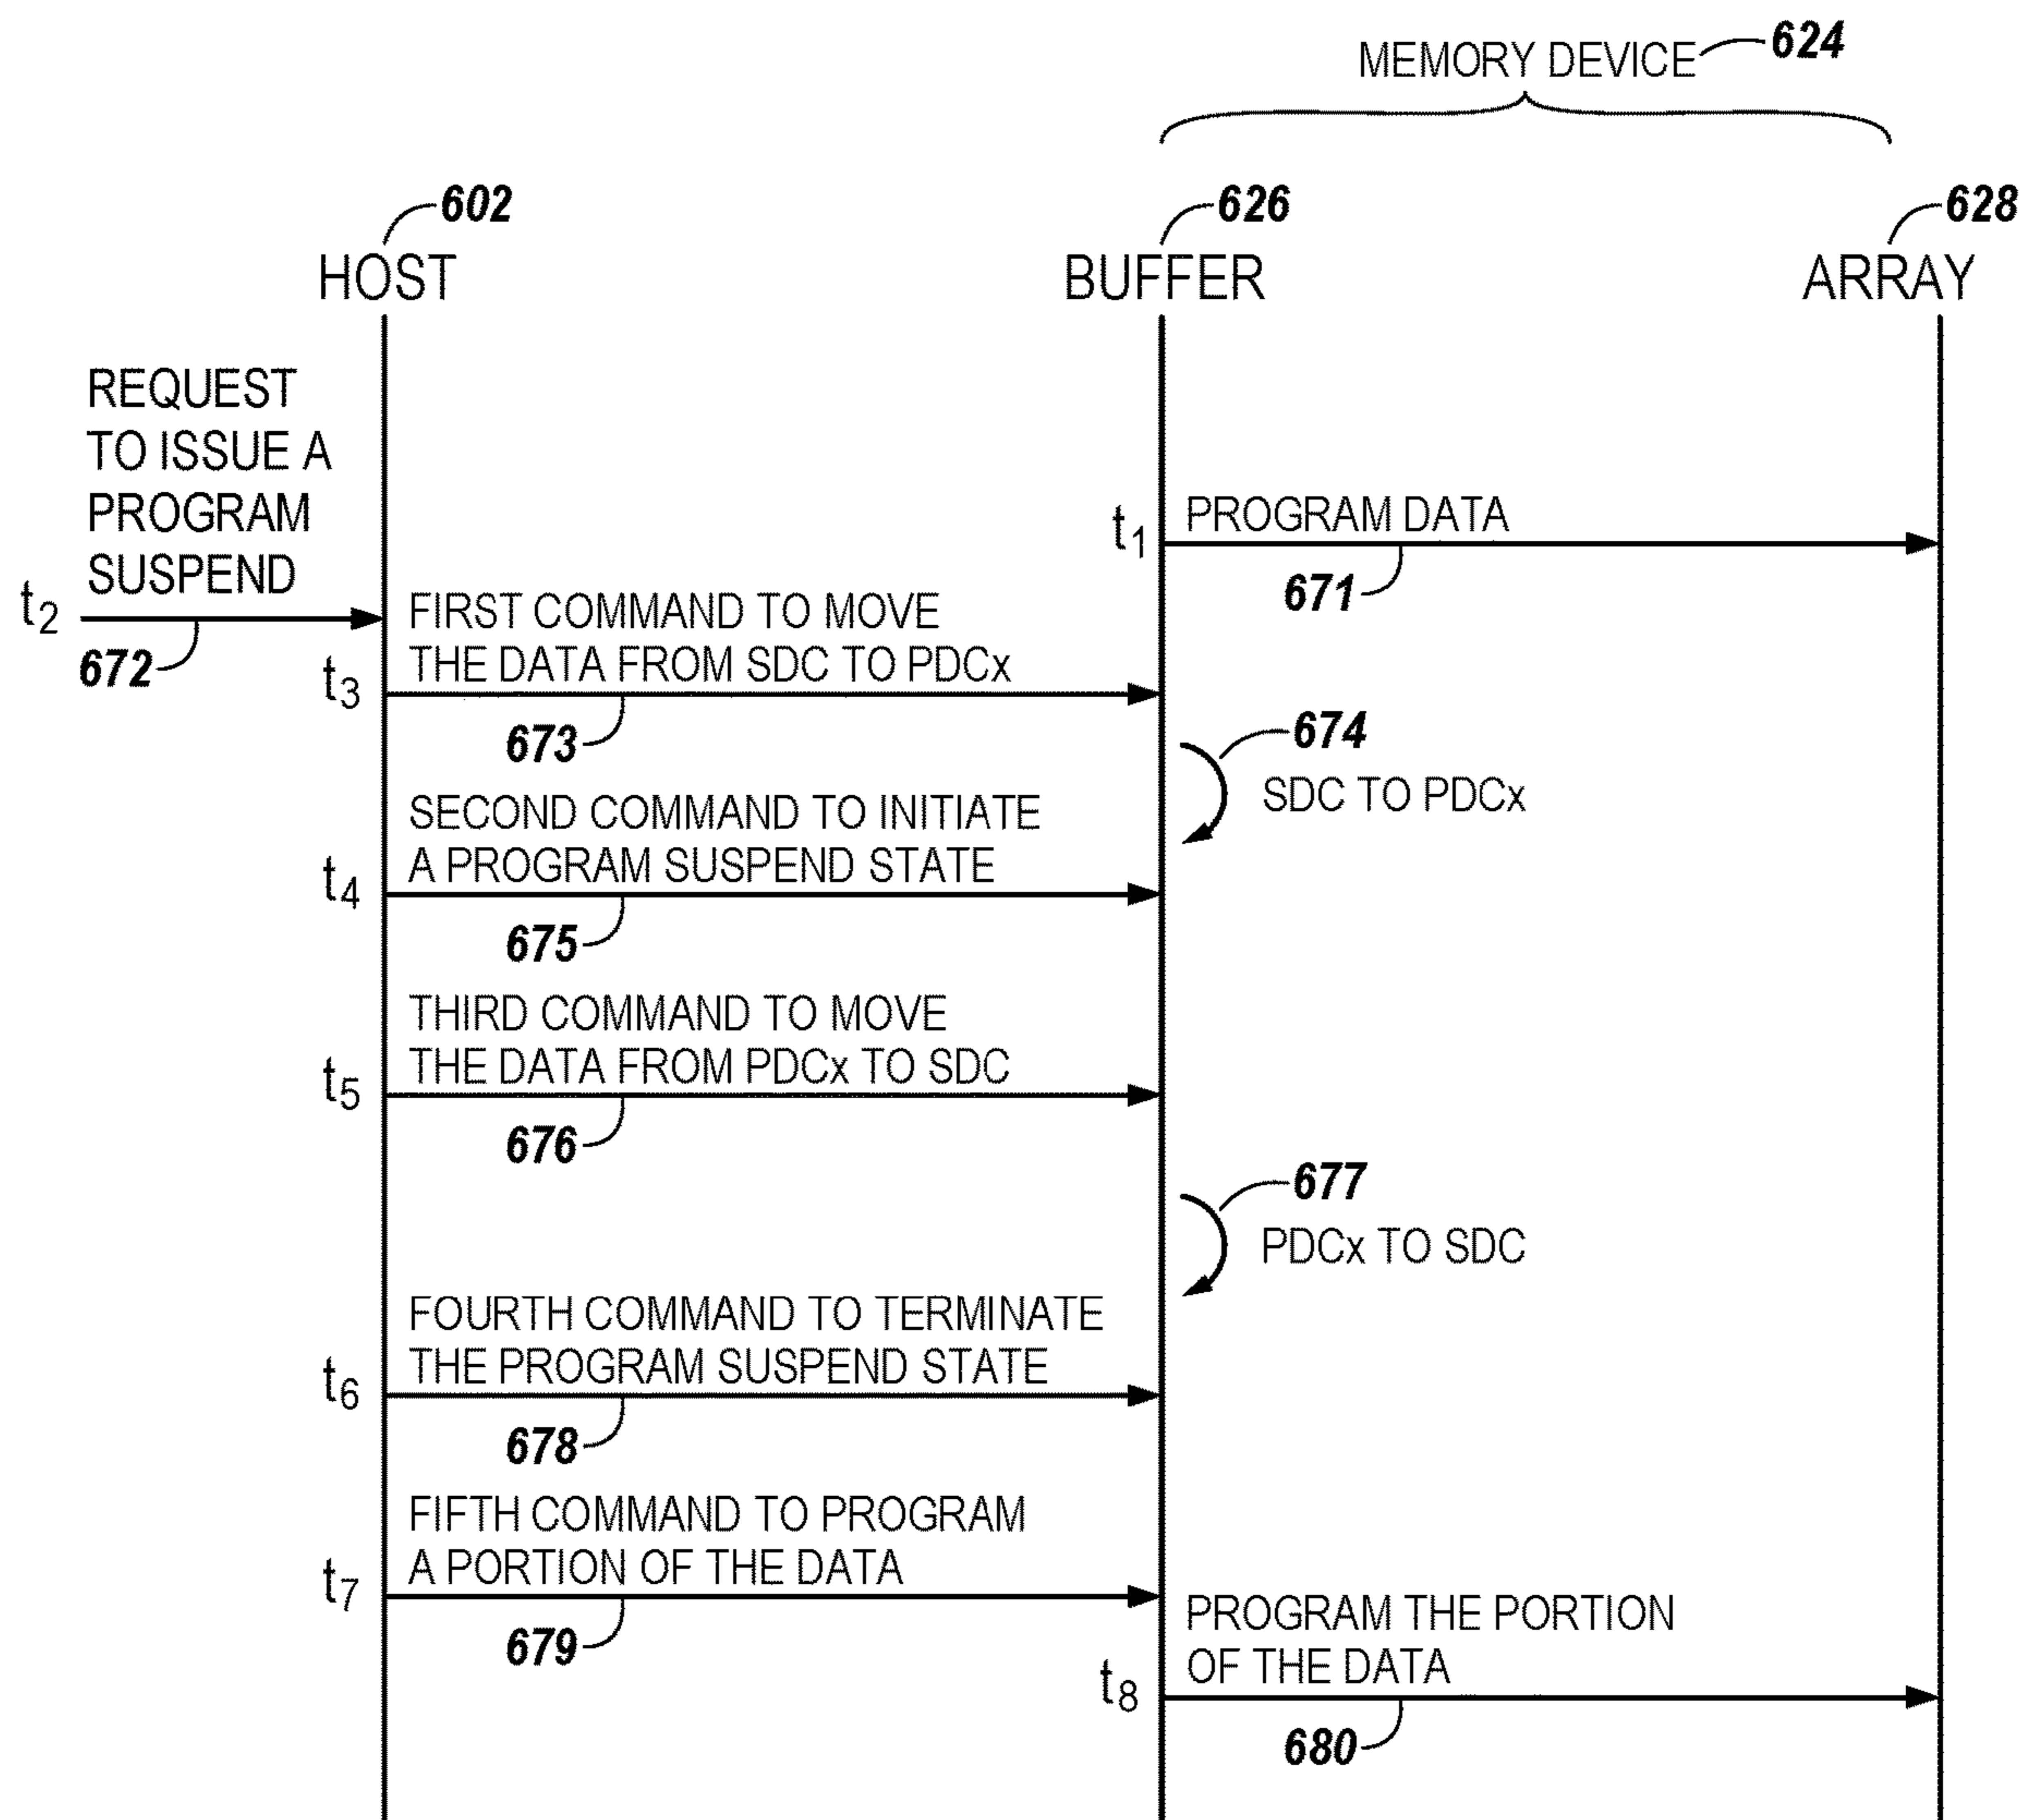 MEMORY DEVICE 624
602 626 628
HOST BUFFER ARRAY
REQUEST
TO ISSUE A
PROGRAM
SUSPEND
t1 PROGRAM DATA
671
t2
672
FIRST COMMAND TO MOVE
THE DATA FROM SDC TO PDCx
t3
673
674
SDC TO PDCx
SECOND COMMAND TO INITIATE
A PROGRAM SUSPEND STATE
t4
675
THIRD COMMAND TO MOVE
THE DATA FROM PDCx TO SDC
t5
676
677
PDCx TO SDC
FOURTH COMMAND TO TERMINATE
THE PROGRAM SUSPEND STATE
t6
678
FIFTH COMMAND TO PROGRAM
A PORTION OF THE DATA
t7
679
PROGRAM THE PORTION
OF THE DATA
t8
680